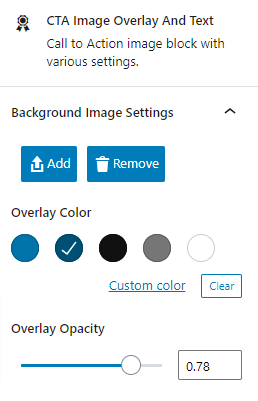 CTA Image Overlay And Text
Call to Action image block with
various settings.
Background Image Settings
Add
Remove
Overlay Color
Custom color
Clear
Overlay Opacity
0.78